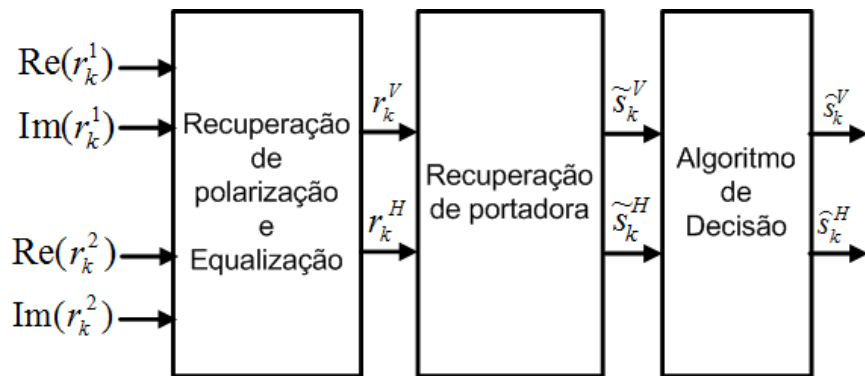 Re(r_k^1)
Im(r_k^1)
Re(r_k^2)
Im(r_k^2)
Recuperação
de
polarização
e
Equalização
r_k^V
r_k^H
Recuperação
de portadora
s̃_k^V
s̃_k^H
Algoritmo
de
Decisão
ŝ_k^V
ŝ_k^H